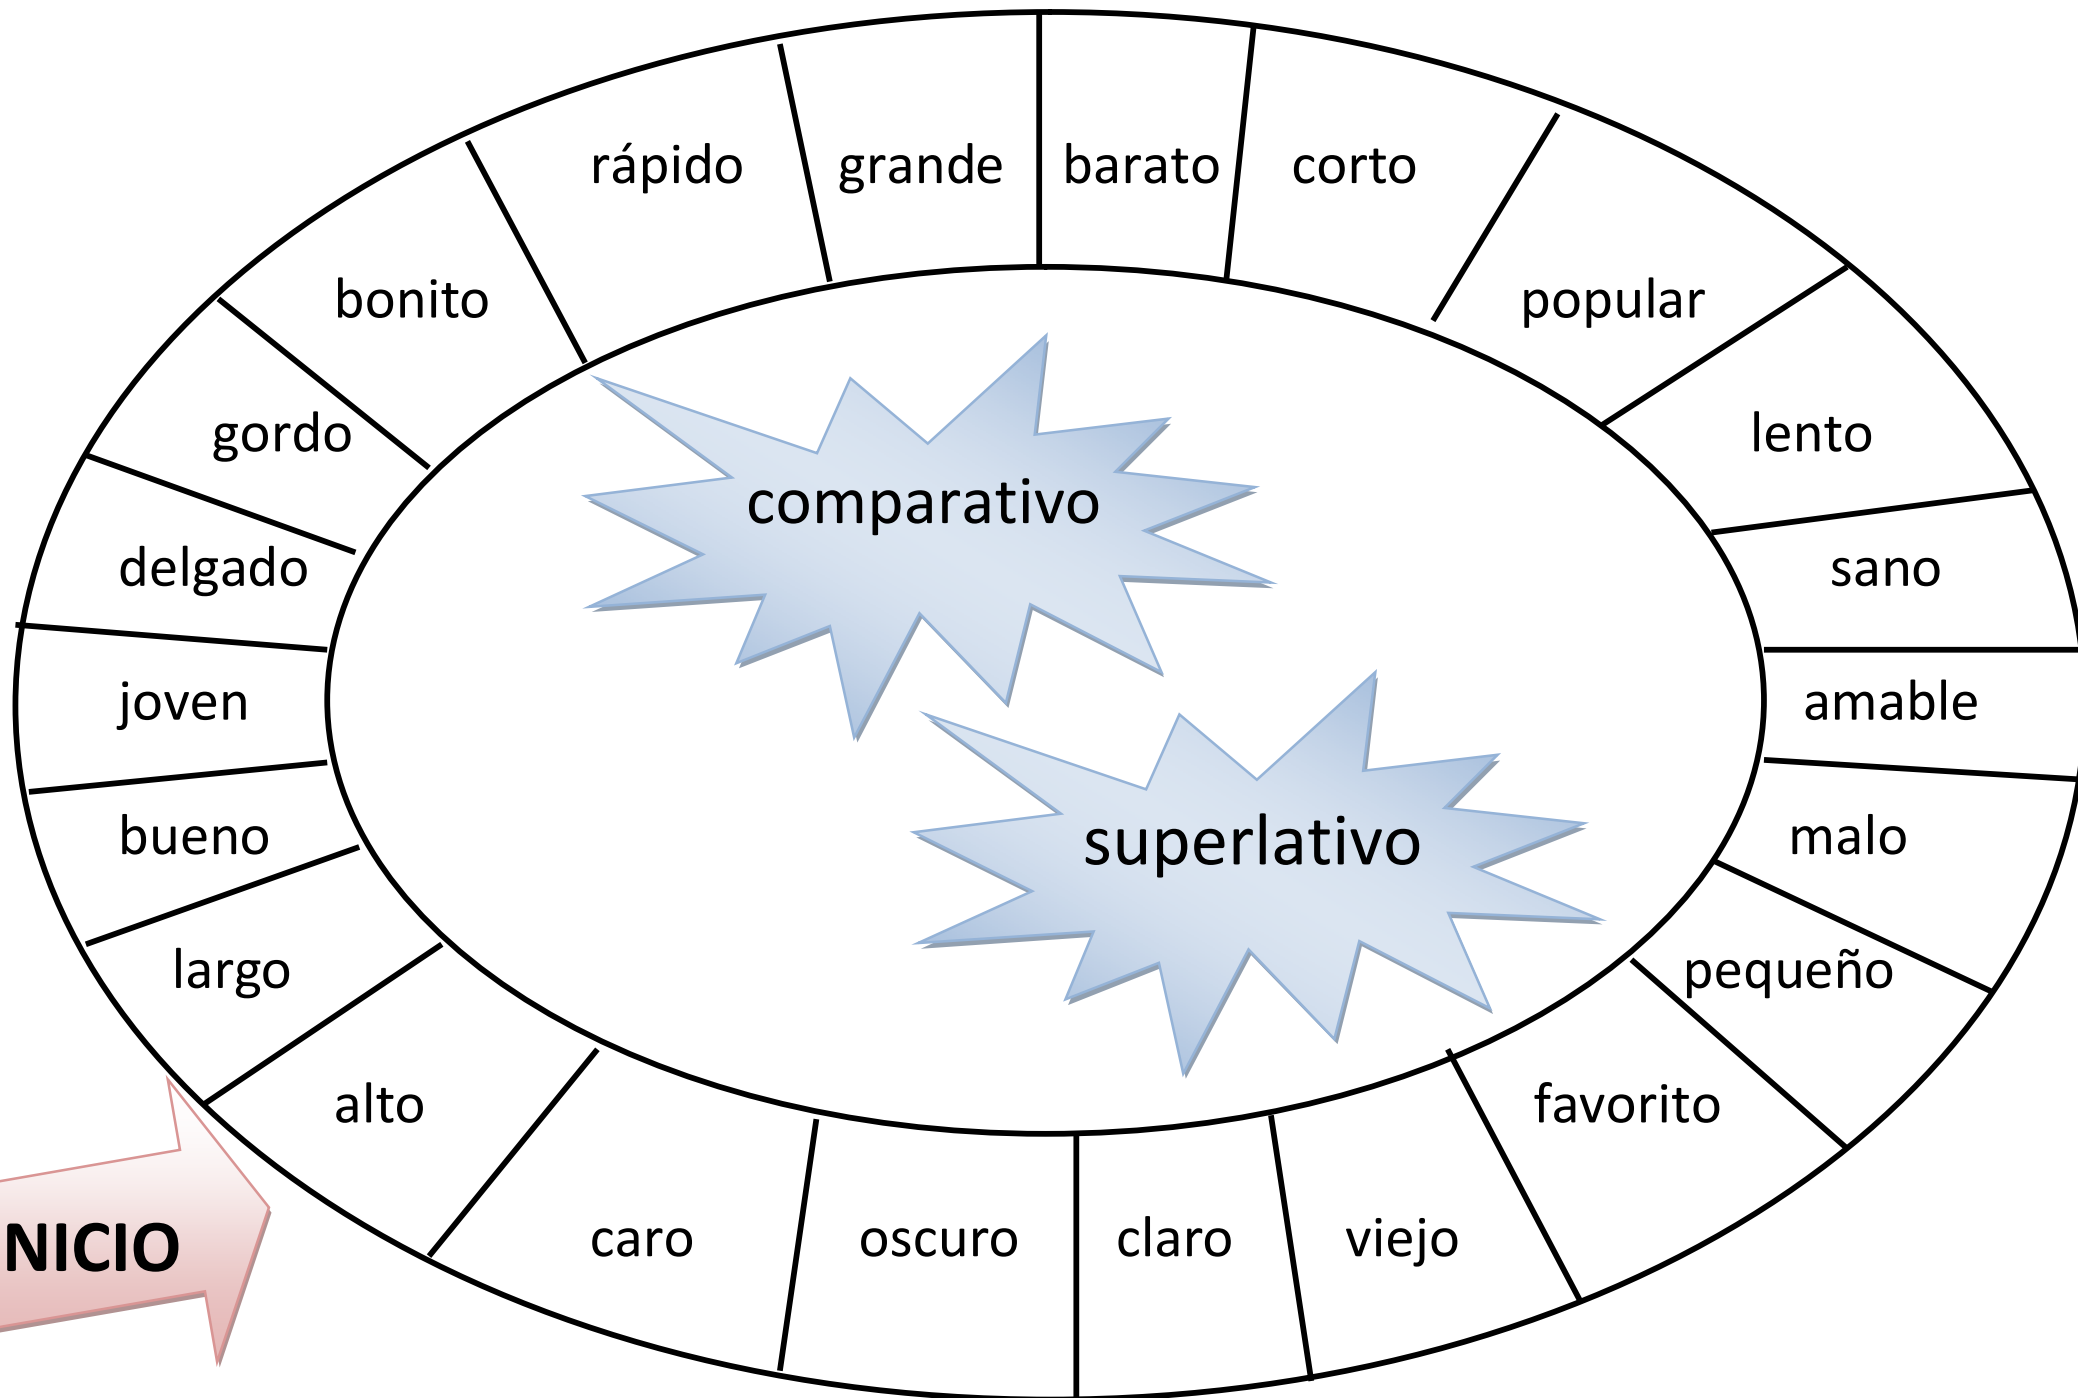 rápido
grande
barato
corto
bonito
popular
gordo
lento
comparativo
delgado
sano
joven
amable
bueno
superlativo
malo
largo
pequeño
alto
favorito
NICIO
caro
oscuro
claro
viejo